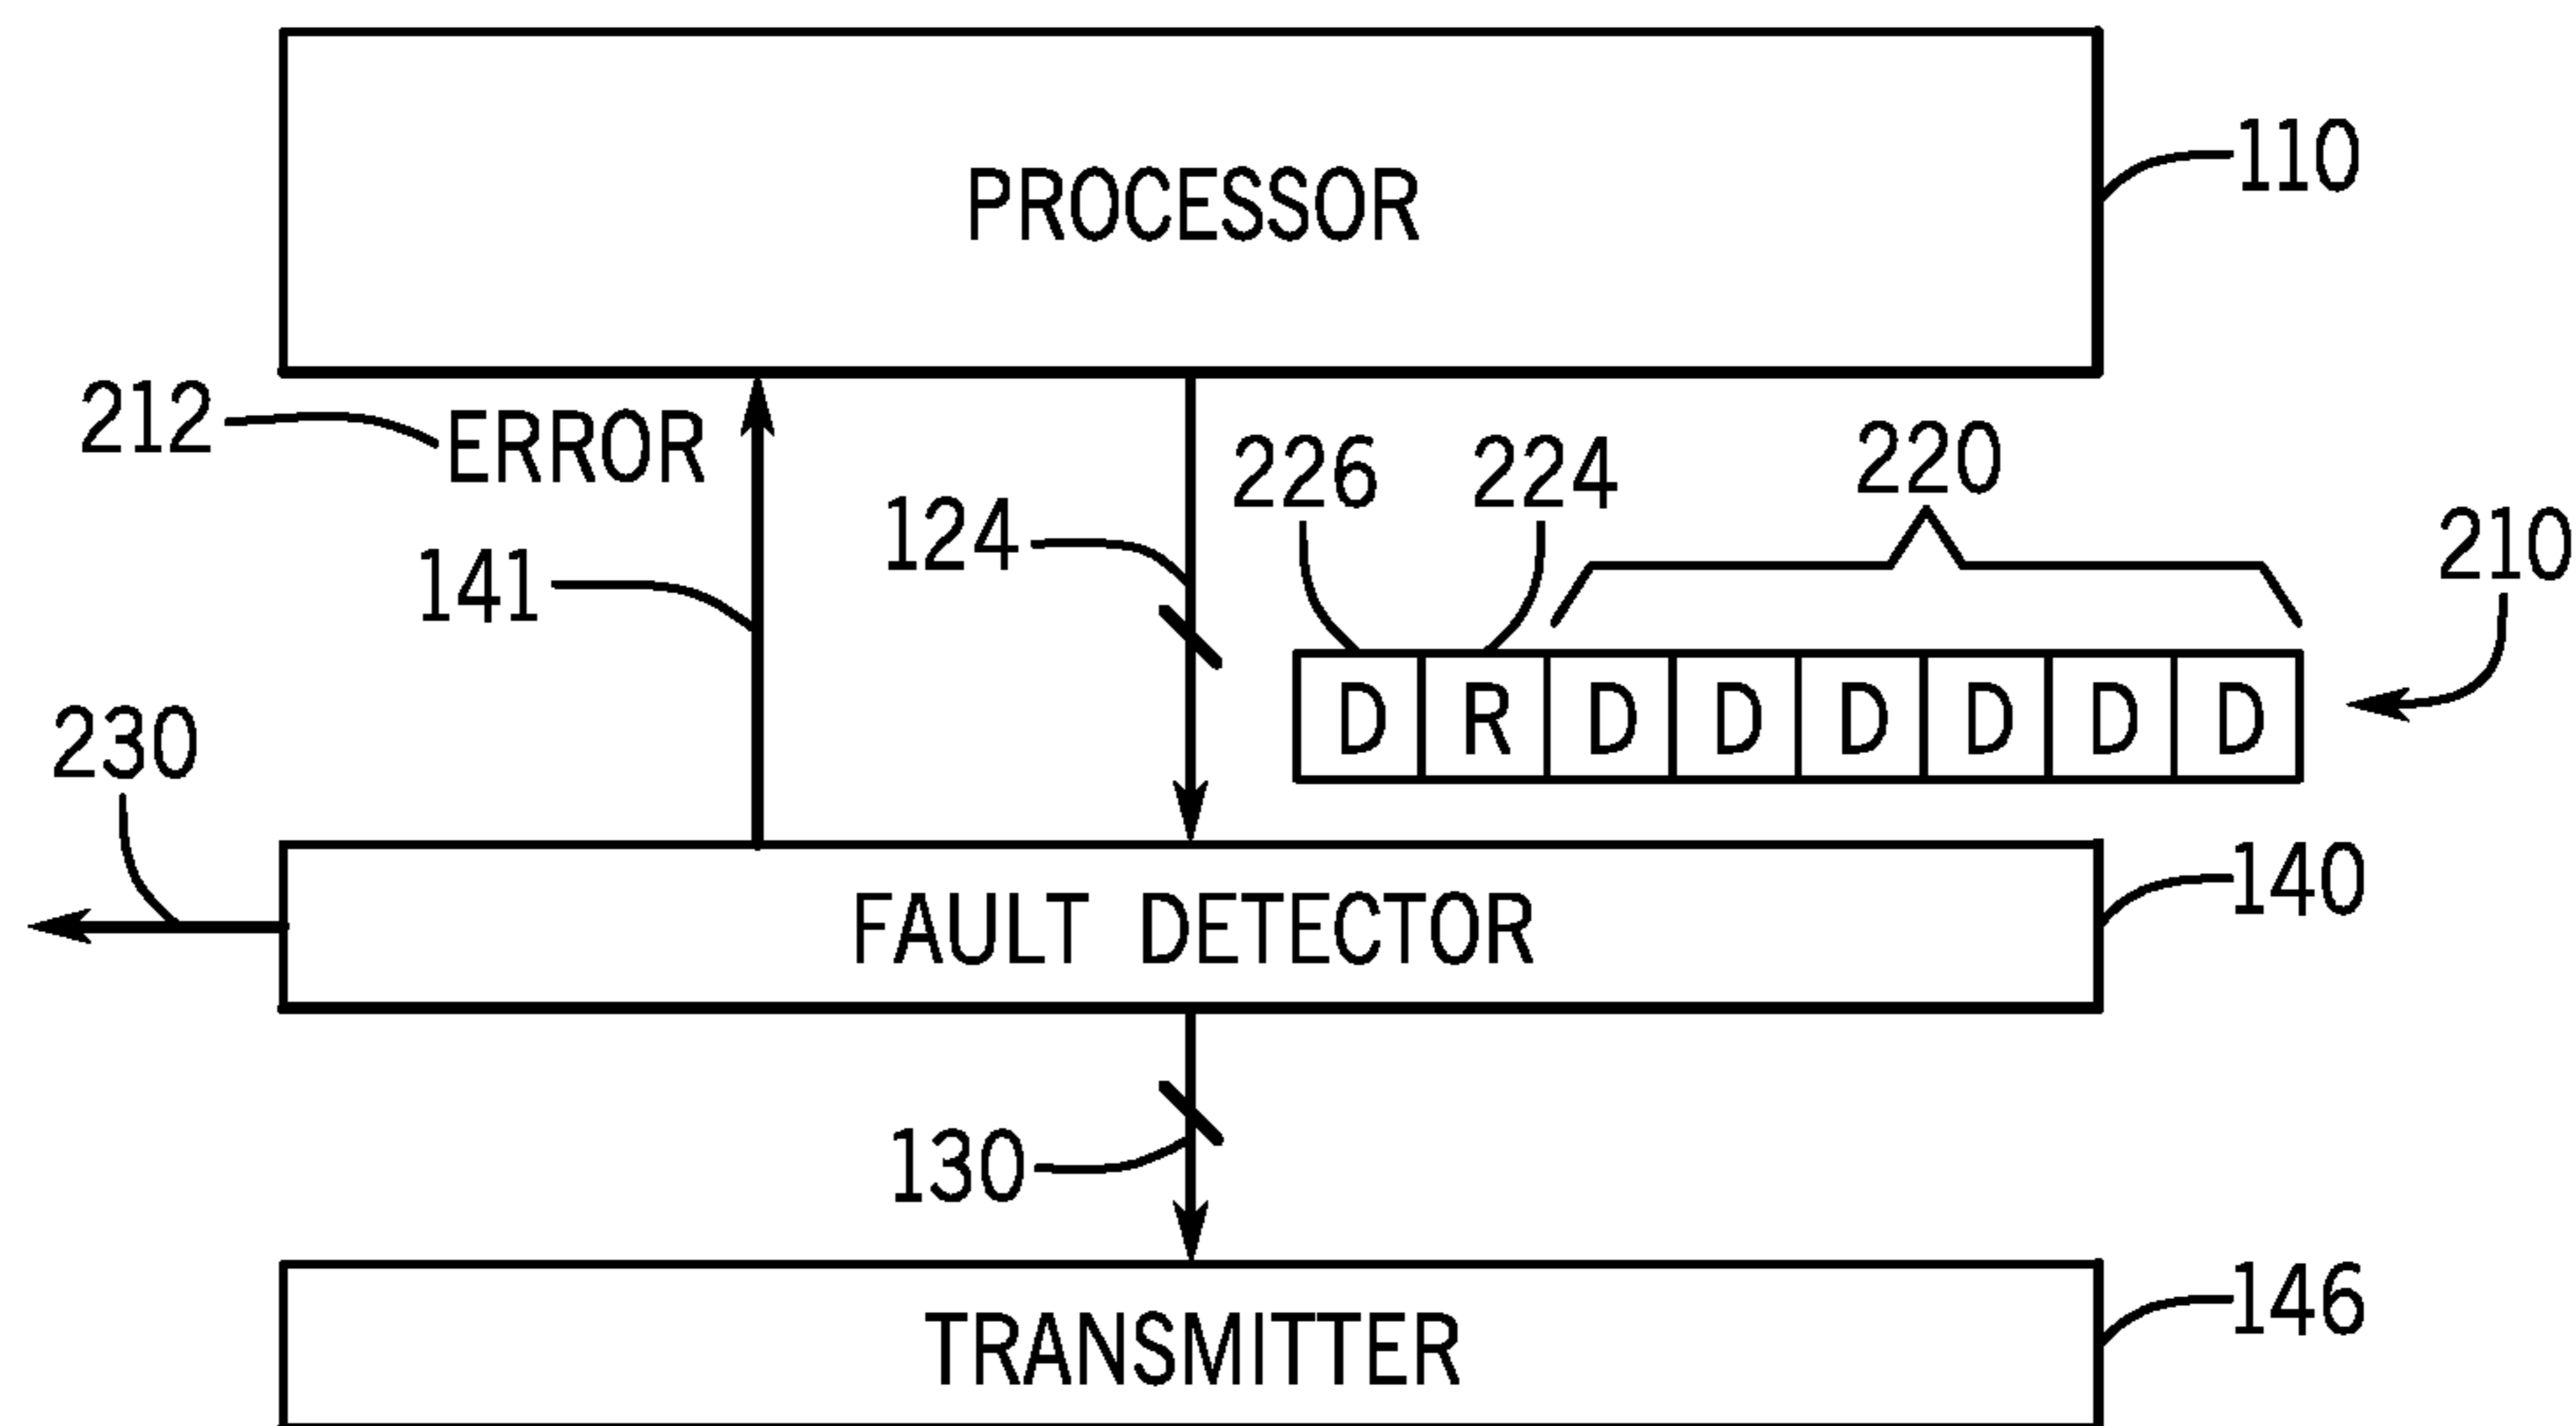 PROCESSOR
110
212
ERROR
226
224
220
124
210
141
D R D D D D D D
230
140
FAULT DETECTOR
130
146
TRANSMITTER